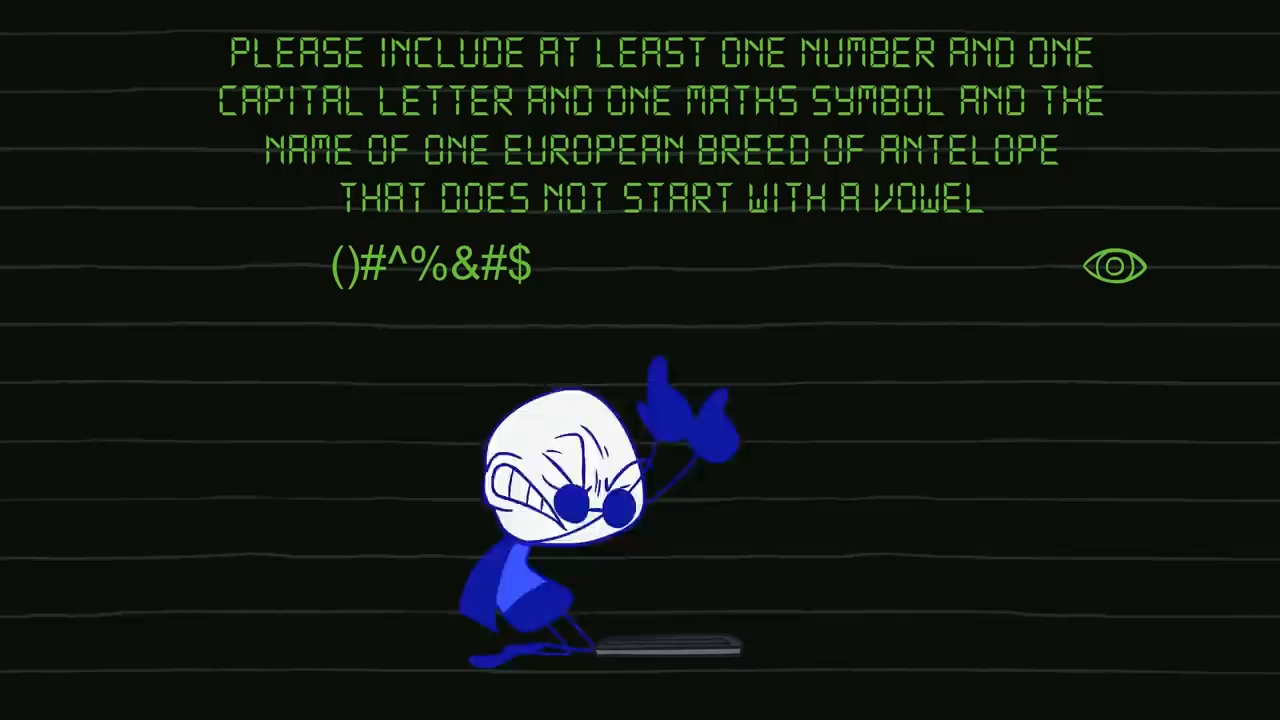 PLEASE INCLUDE AT LEAST ONE NUMBER AND ONE
CAPITAL LETTER AND ONE MATHS SYMBOL AND THE
NAME OF ONE EUROPEAN BREED OF ANTELOPE
THAT DOES NOT START WITH A VOWEL
()#^%&#$